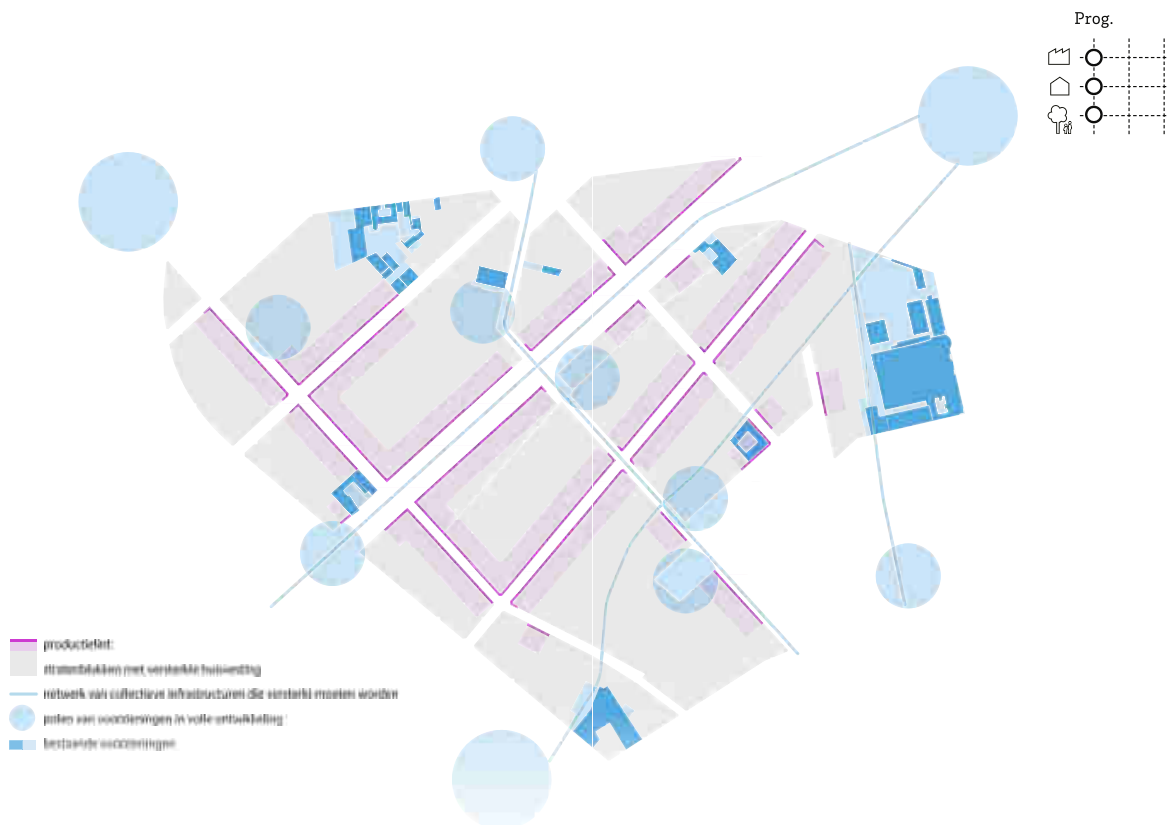 Prog.
productielint:
stratenblokken met versterkte huisvesting
netwerk van collectieve infrastructuren die versterkt moeten worden
polen van voorzieningen in volle ontwikkeling
bestaande voorzieningen